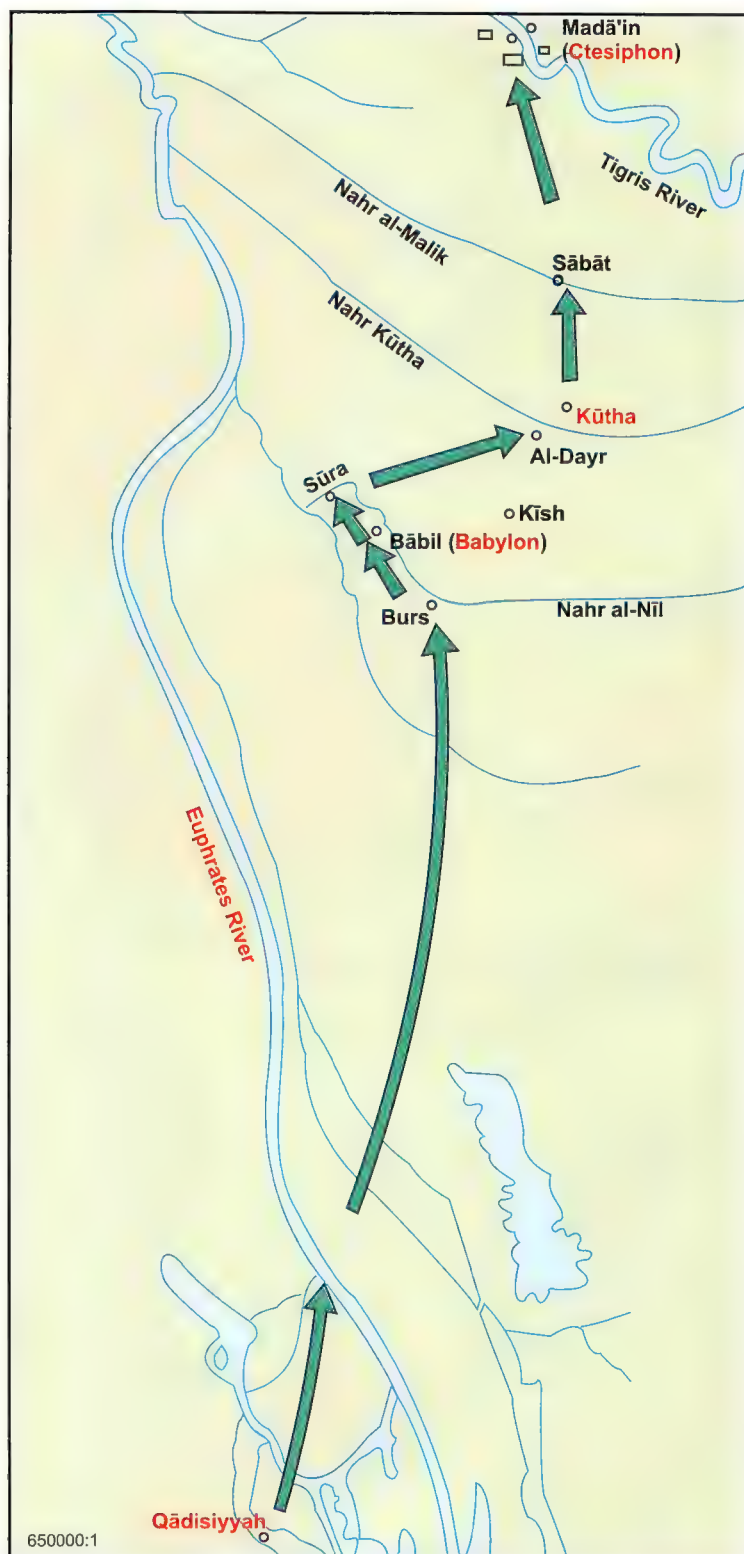 Madā'in
(Ctesiphon)
Tigris River
Nahr al-Malik
Sābāt
Nahr Kūtha
Kūtha
Al-Dayr
Sūra
Kīsh
Bābil (Babylon)
Burs
Nahr al-Nīl
Euphrates River
Qādisiyyah
650000:1